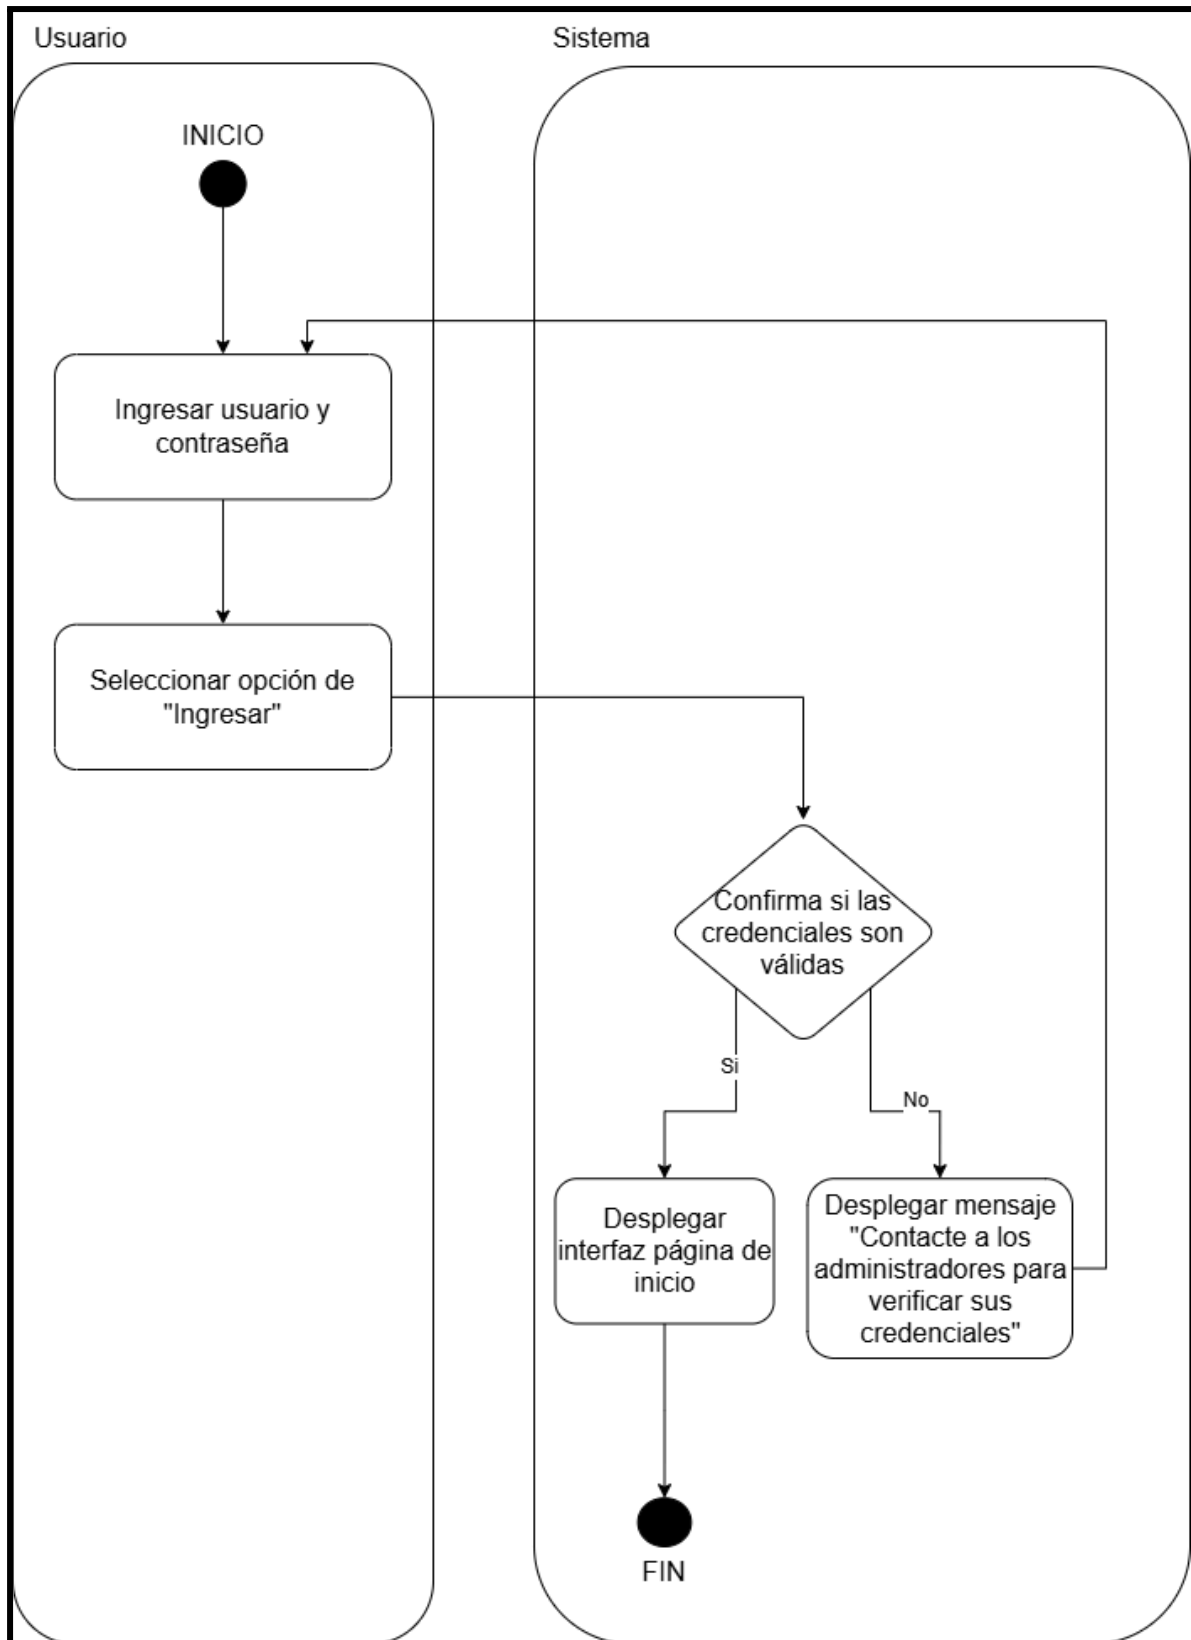 Usuario
Sistema
INICIO
Ingresar usuario y
contraseña
Seleccionar opción de
"Ingresar"
Confirma si las
credenciales son
válidas
Si
No
Desplegar
interfaz página de
inicio
Desplegar mensaje
"Contacte a los
administradores para
verificar sus
credenciales"
FIN